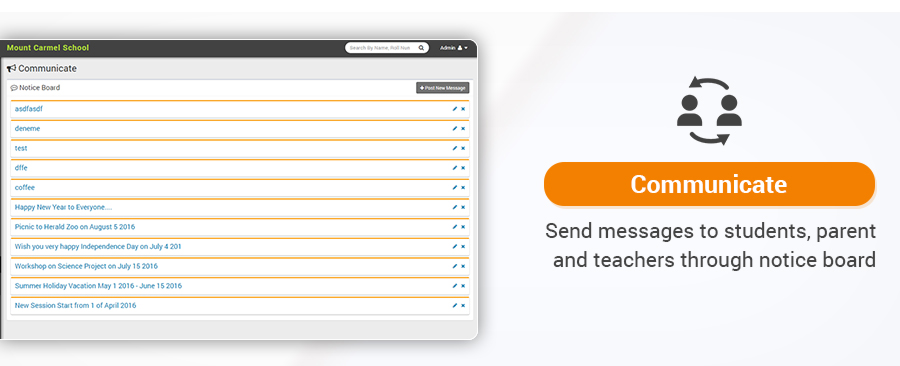 Mount Carmel School
Search By Name, Roll Num
Admin
Communicate
Notice Board
+ Post New Message
asdfasdf
deneme
test
dffe
coffee
Happy New Year to Everyone....
Picnic to Herald Zoo on August 5 2016
Wish you very happy Independence Day on July 4 201
Workshop on Science Project on July 15 2016
Summer Holiday Vacation May 1 2016 - June 15 2016
New Session Start from 1 of April 2016
Communicate
Send messages to students, parent
and teachers through notice board